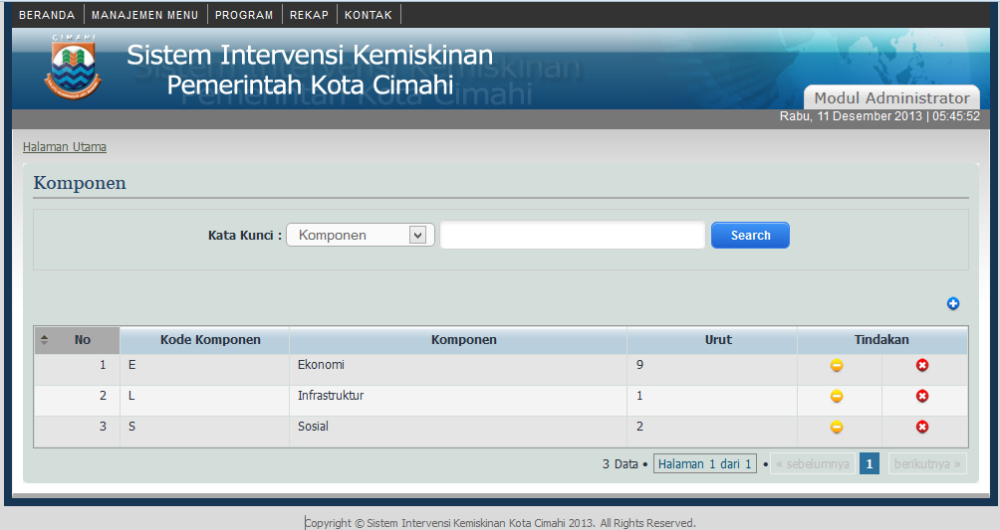 BERANDA MANAJEMEN MENU PROGRAM REKAP KONTAK
CIMAHI
Sistem Intervensi Kemiskinan
Pemerintah Kota Cimahi
Modul Administrator
Rabu, 11 Desember 2013 | 05:45:52
Halaman Utama
Komponen
Kata Kunci : Komponen Search
No Kode Komponen Komponen Urut Tindakan
1 E Ekonomi 9
2 L Infrastruktur 1
3 S Sosial 2
3 Data • Halaman 1 dari 1 • « sebelumnya 1 berikutnya »
Copyright © Sistem Intervensi Kemiskinan Kota Cimahi 2013. All Rights Reserved.